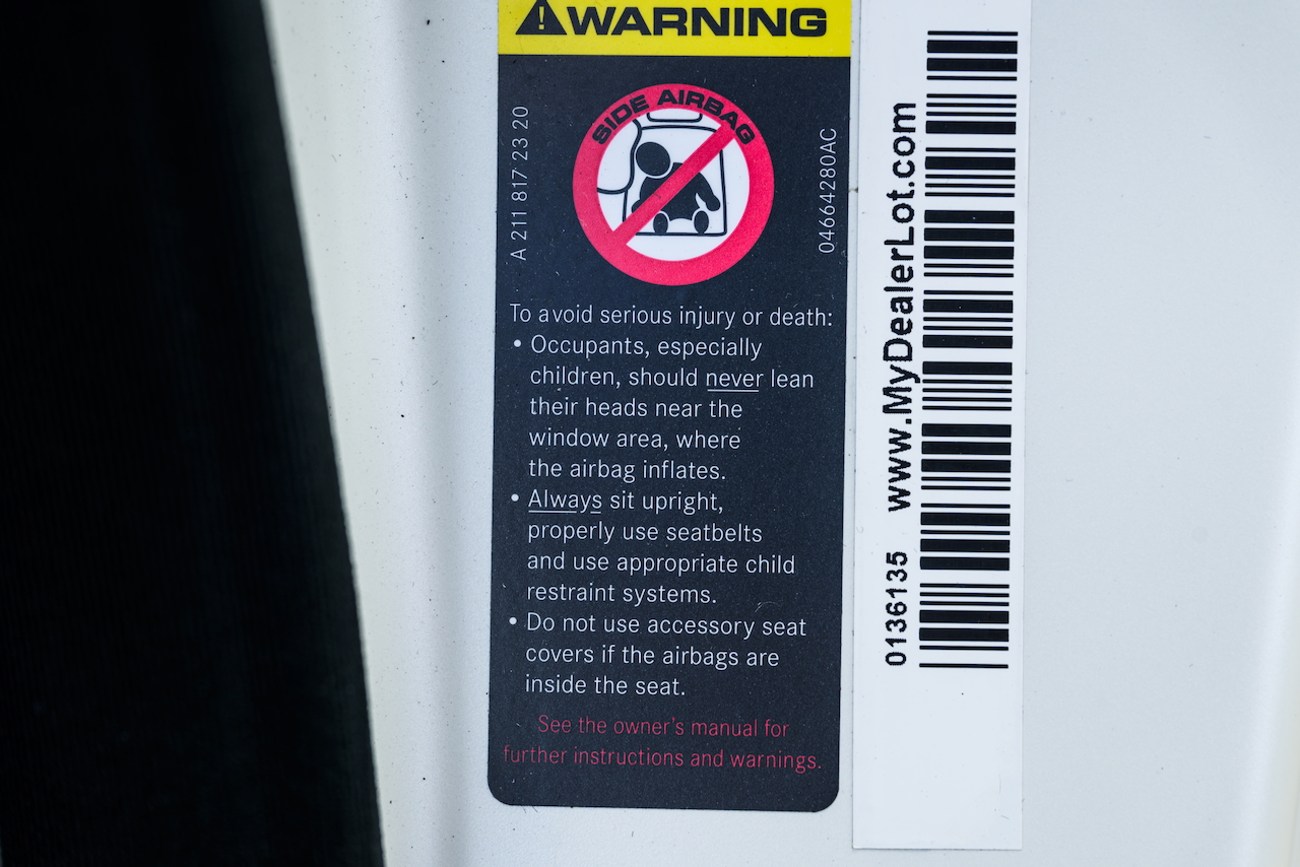 WARNING
SIDE AIRBAG
A 211 817 23 20
04664280AC
To avoid serious injury or death:
• Occupants, especially
children, should never lean
their heads near the
window area, where
the airbag inflates.
• Always sit upright,
properly use seatbelts
and use appropriate child
restraint systems.
• Do not use accessory seat
covers if the airbags are
inside the seat.
See the owner's manual for
further instructions and warnings.
0136135 www.MyDealerLot.com